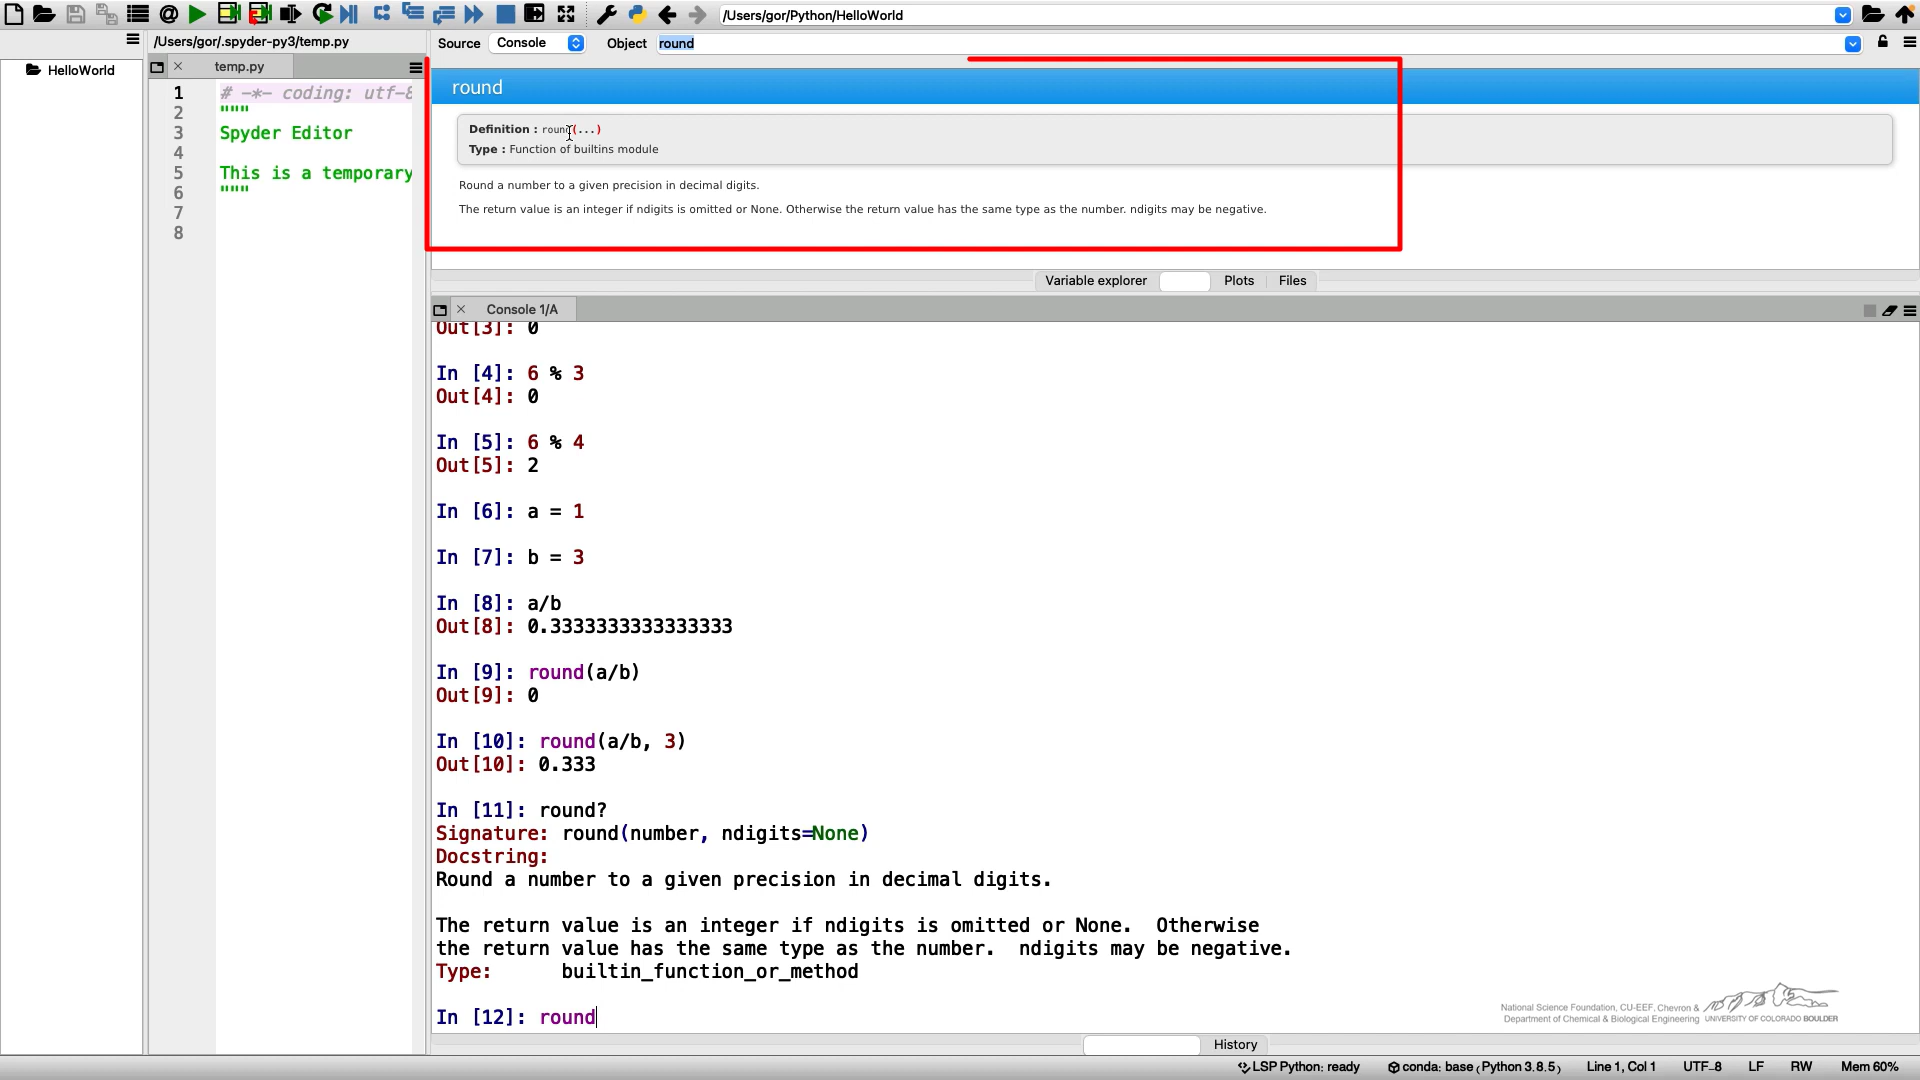 /Users/gor/Python/HelloWorld
/Users/gor/.spyder-py3/temp.py
Source Console Object round
HelloWorld
temp.py
1 # -*- coding: utf-8
2 """
3 Spyder Editor
4
5 This is a temporary
6 """
7
8
round
Definition : round(...)
Type : Function of builtins module
Round a number to a given precision in decimal digits.
The return value is an integer if ndigits is omitted or None. Otherwise the return value has the same type as the number. ndigits may be negative.
Variable explorer Plots Files
Console 1/A
Out[3]: 0
In [4]: 6 % 3
Out[4]: 0
In [5]: 6 % 4
Out[5]: 2
In [6]: a = 1
In [7]: b = 3
In [8]: a/b
Out[8]: 0.3333333333333333
In [9]: round(a/b)
Out[9]: 0
In [10]: round(a/b, 3)
Out[10]: 0.333
In [11]: round?
Signature: round(number, ndigits=None)
Docstring:
Round a number to a given precision in decimal digits.
The return value is an integer if ndigits is omitted or None.  Otherwise
the return value has the same type as the number.  ndigits may be negative.
Type:      builtin_function_or_method
In [12]: round
National Science Foundation, CU-EEF, Chevron &
Department of Chemical & Biological Engineering UNIVERSITY OF COLORADO BOULDER
History
LSP Python: ready conda: base (Python 3.8.5) Line 1, Col 1 UTF-8 LF RW Mem 60%